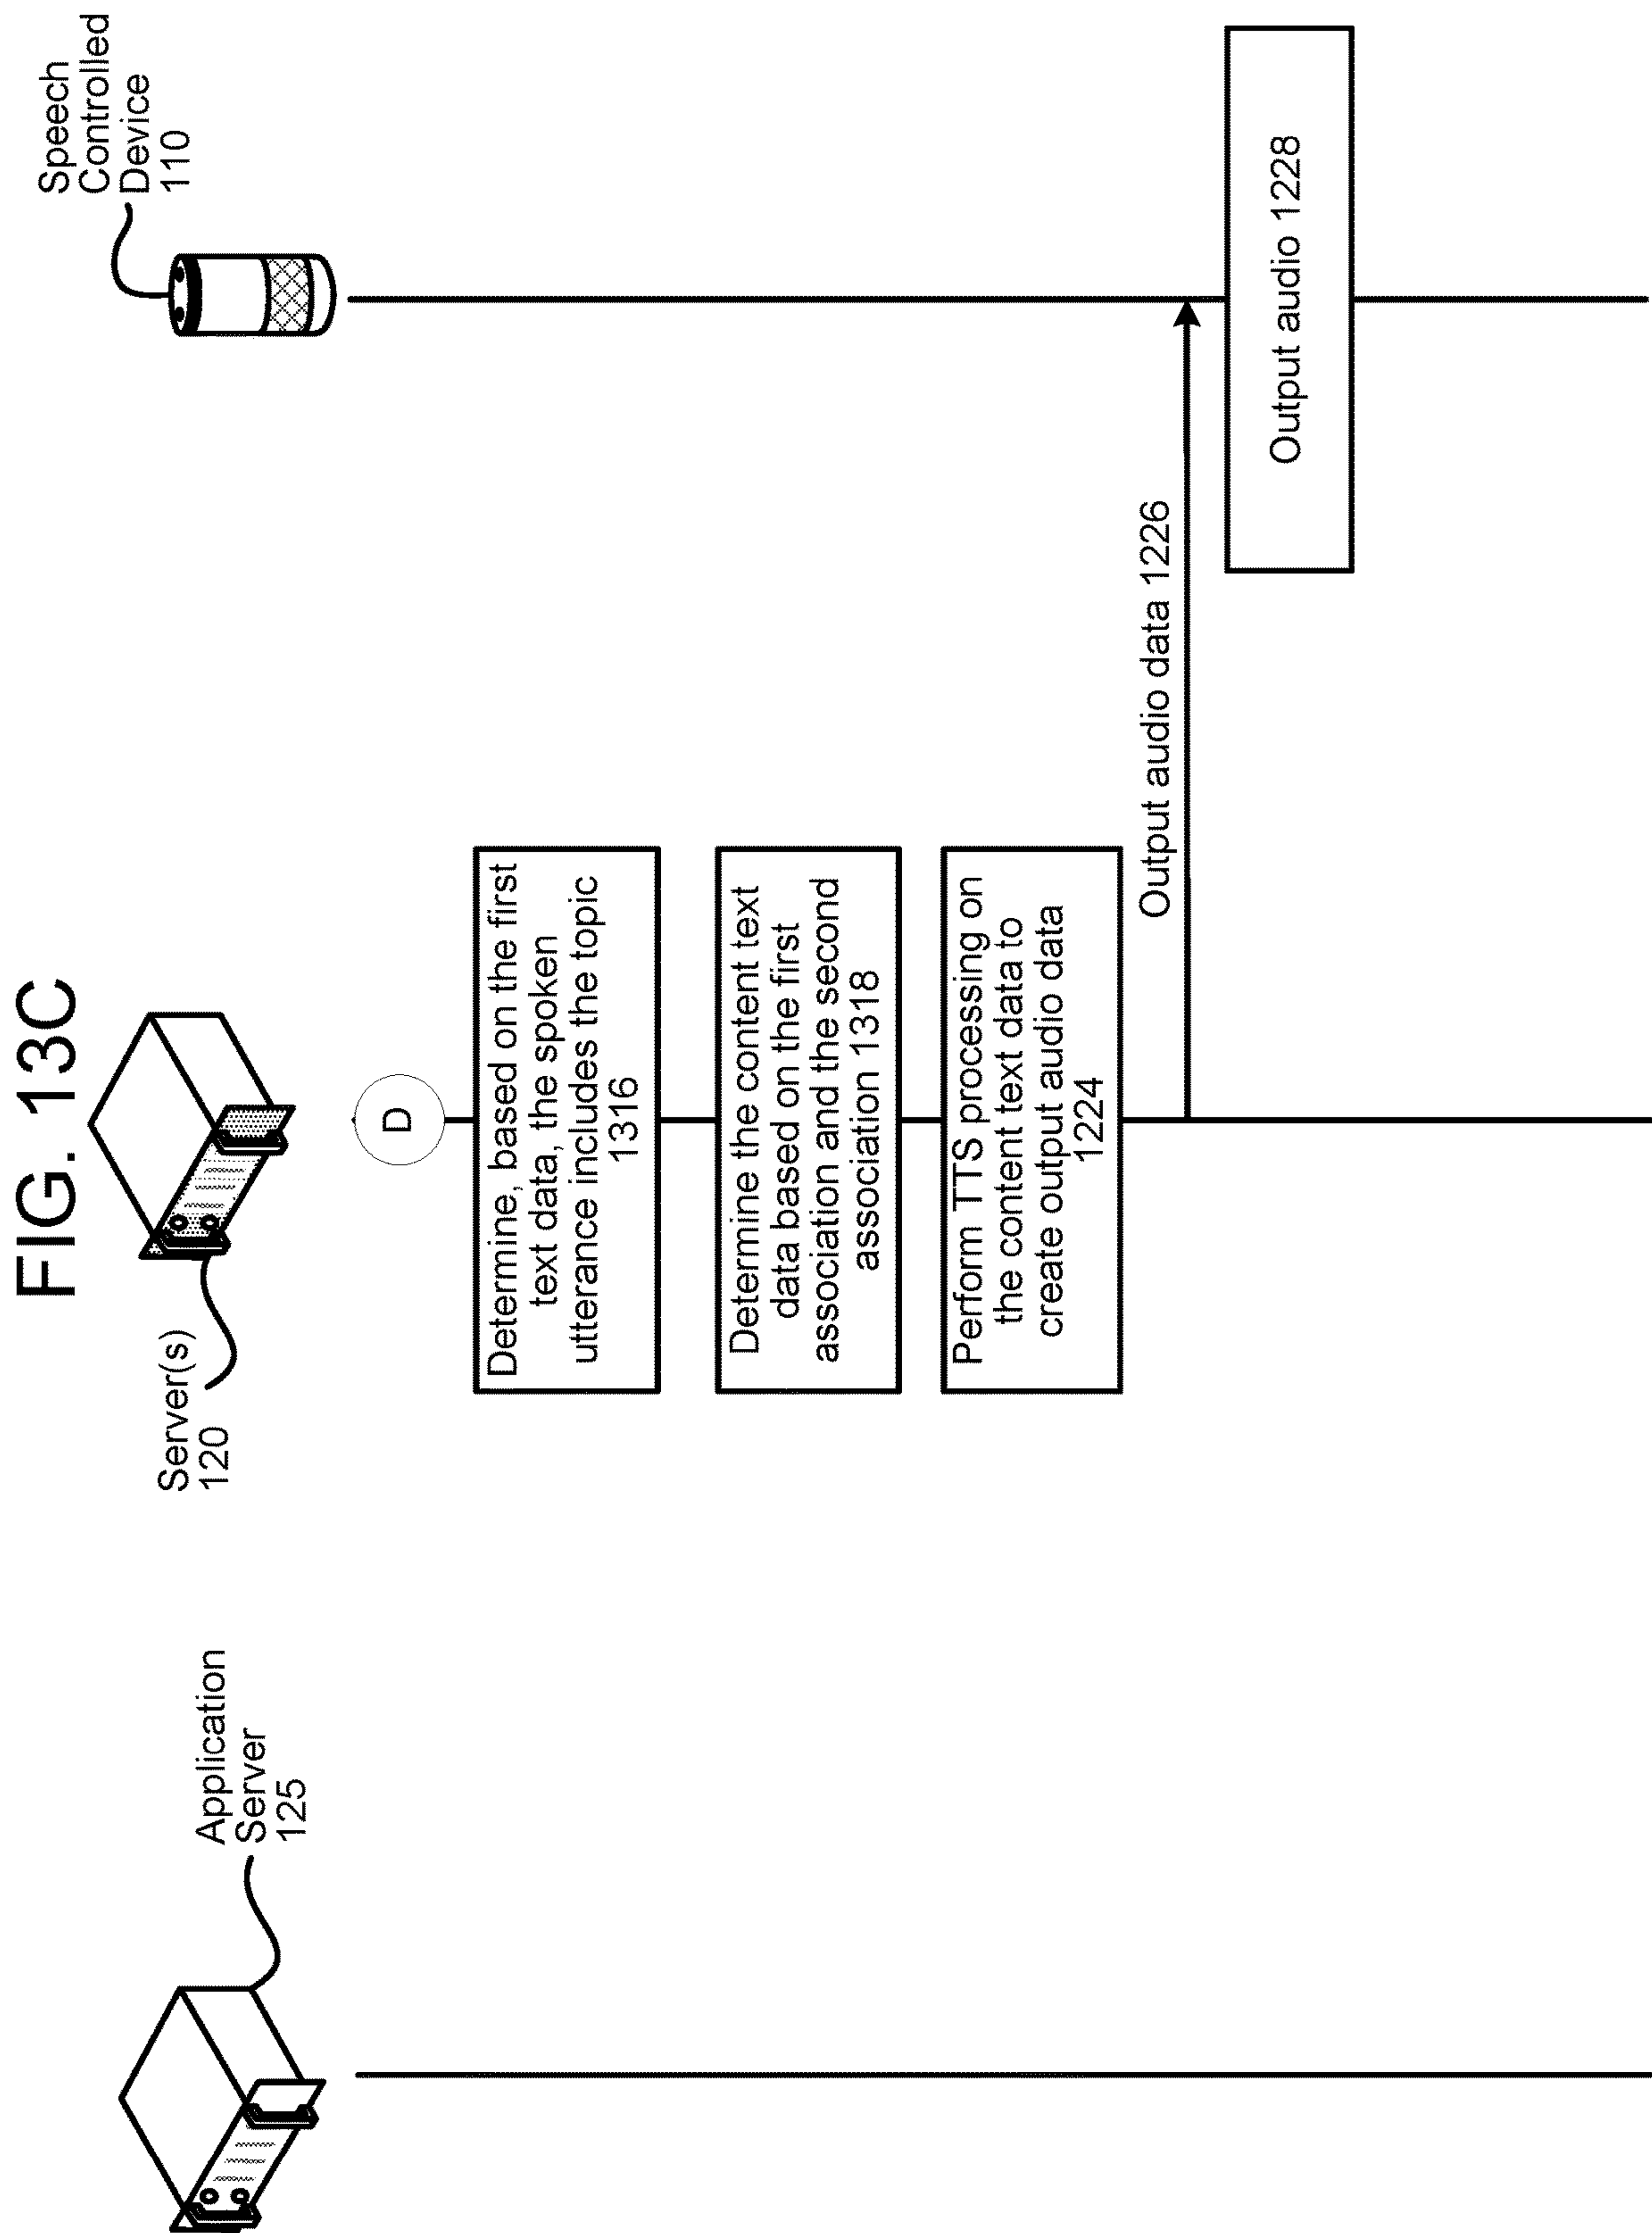 FIG. 13C
Application
Server
125
Server(s)
120
Speech
Controlled
Device
110
D
Determine, based on the first
text data, the spoken
utterance includes the topic
1316
Determine the content text
data based on the first
association and the second
association 1318
Perform TTS processing on
the content text data to
create output audio data
1224
Output audio data 1226
Output audio 1228